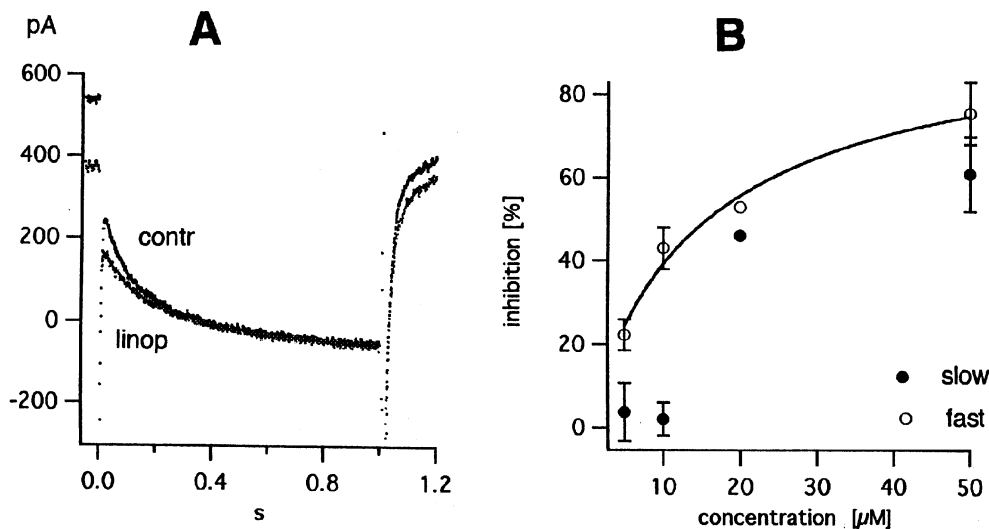 A
pA
600
400
200
0
-200
contr
linop
0.0 0.4 0.8 1.2
s
B
80
60
40
20
0
inhibition [%]
slow
fast
10 20 30 40 50
concentration [µM]